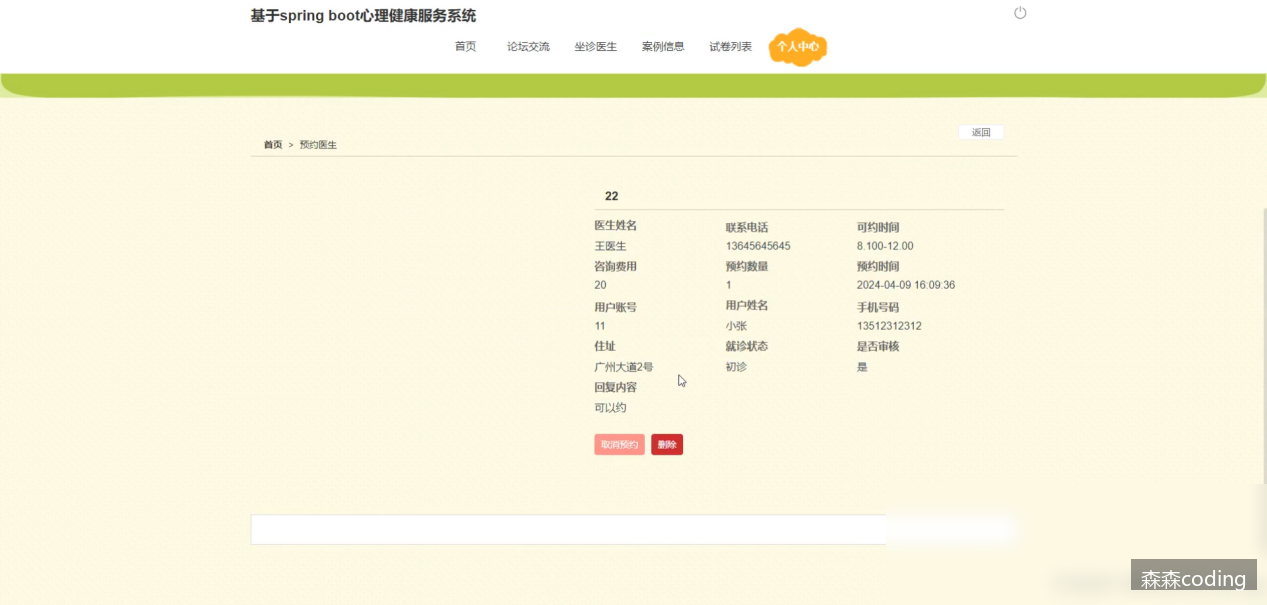 基于spring boot心理健康服务系统
首页 论坛交流 坐诊医生 案例信息 试卷列表 个人中心
返回
首页 > 预约医生
22
医生姓名 联系电话 可约时间
王医生 13645645645 8.100-12.00
咨询费用 预约数量 预约时间
20 1 2024-04-09 16:09:36
用户账号 用户姓名 手机号码
11 小张 13512312312
住址 就诊状态 是否审核
广州大道2号 初诊 是
回复内容
可以约
取消预约 删除
森森coding